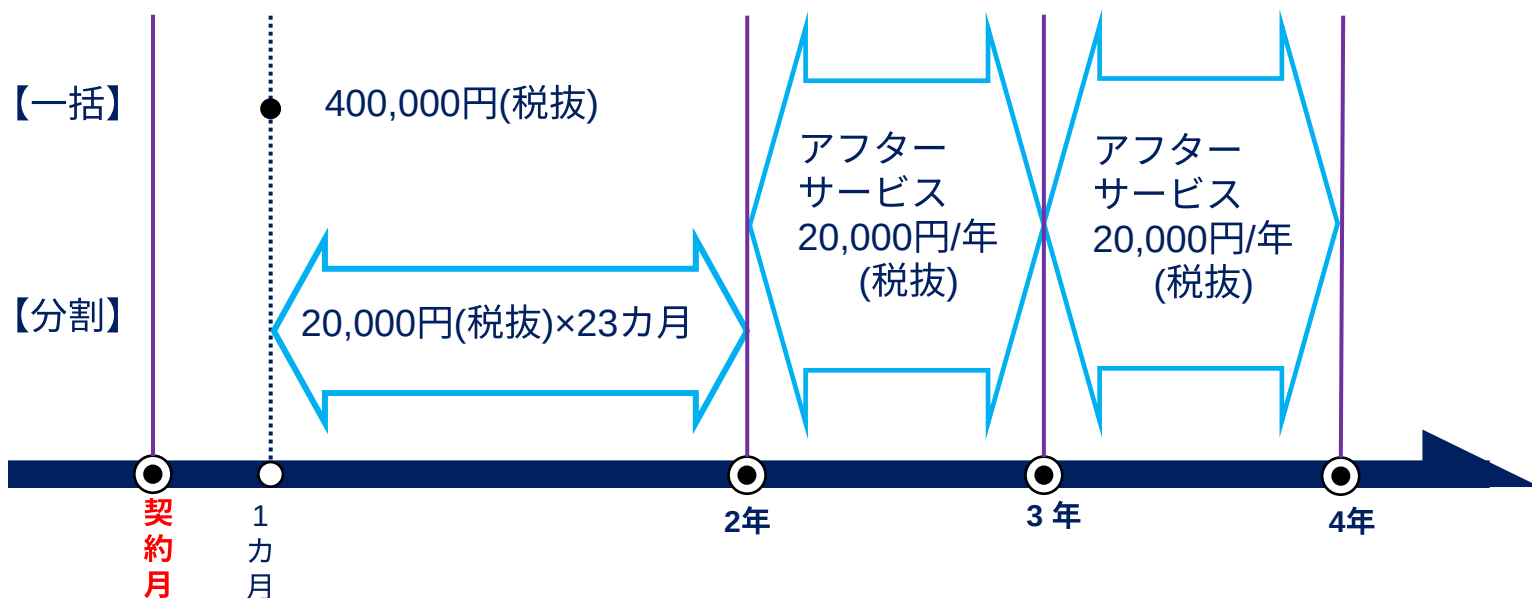 【一括】
400,000円(税抜)
アフター
サービス
20,000円/年
(税抜)
アフター
サービス
20,000円/年
(税抜)
【分割】
20,000円(税抜)×23カ月
契
約
月
1
カ
月
2年
3 年
4年